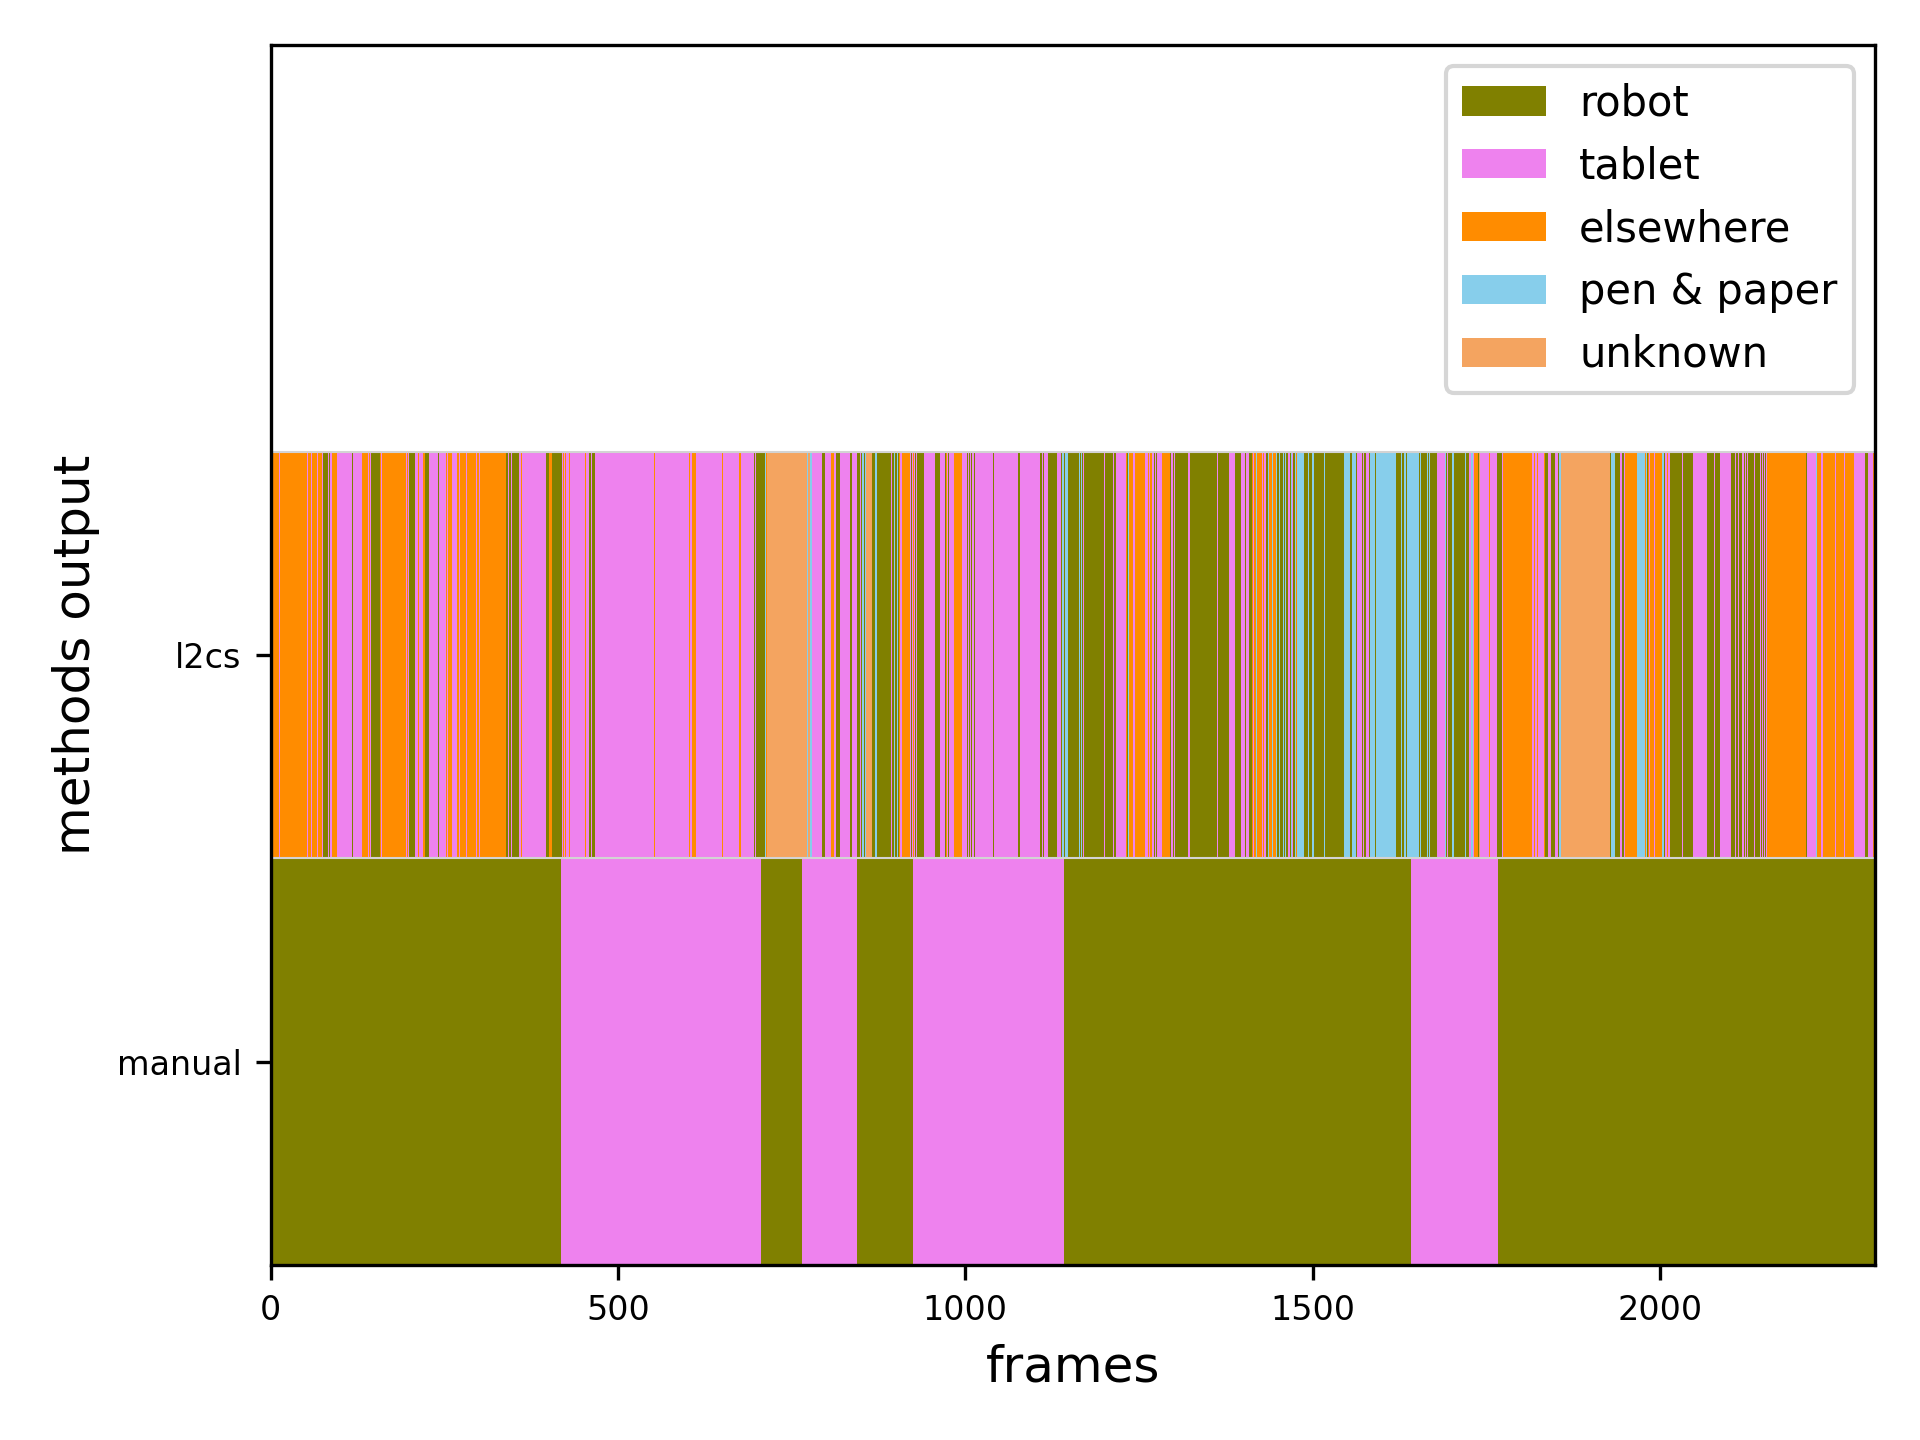 robot
tablet
elsewhere
pen & paper
unknown
methods output
l2cs
manual
0 500 1000 1500 2000
frames